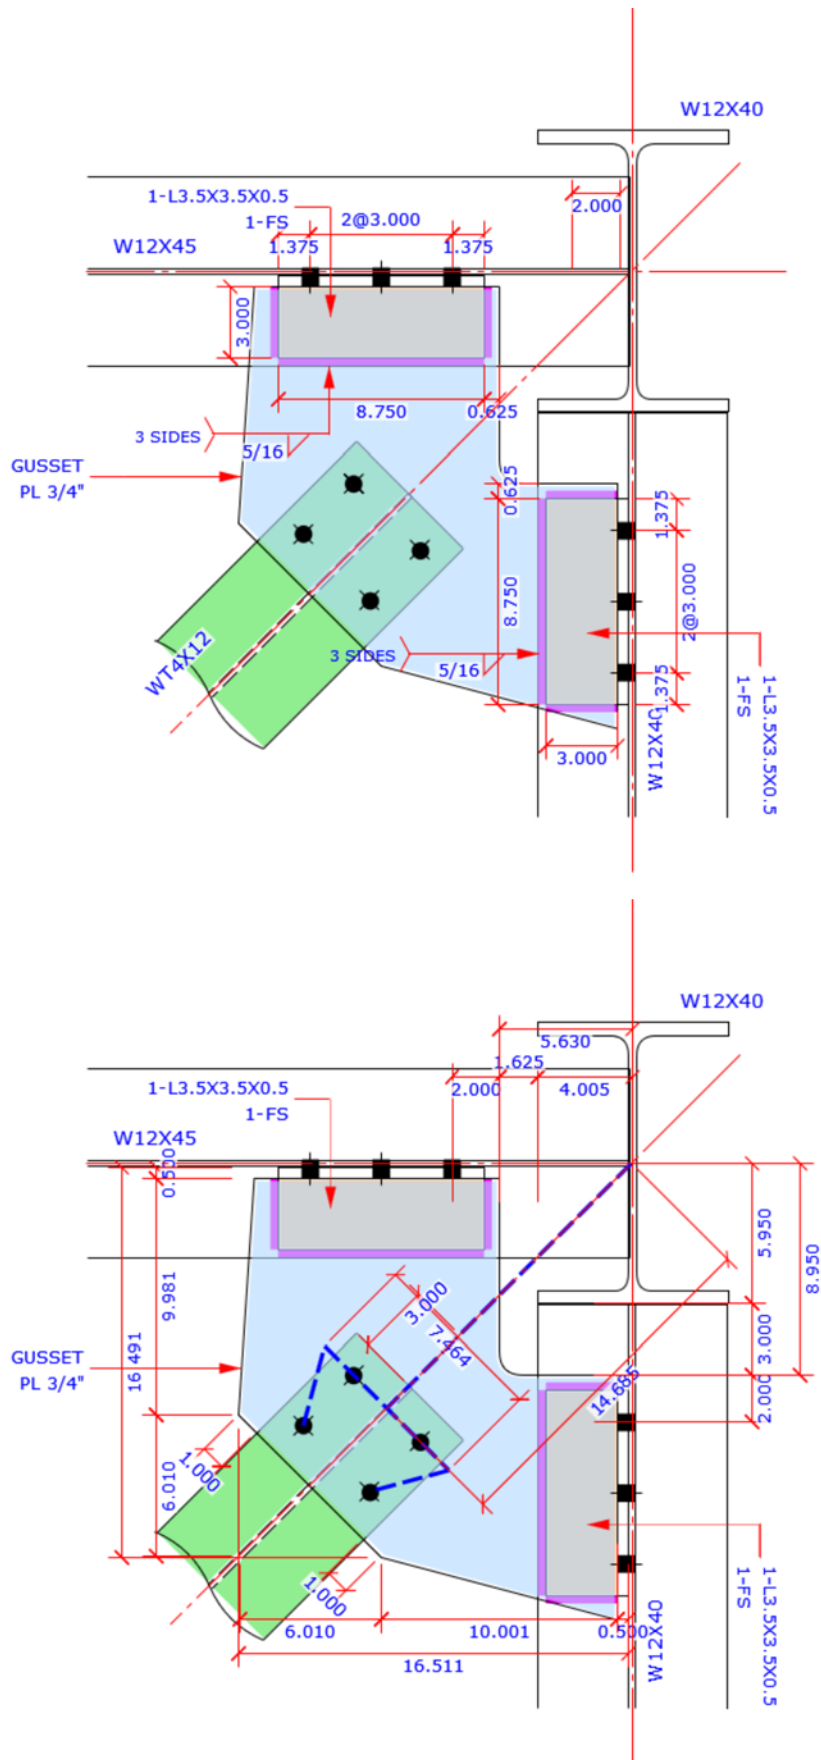 W12X40
1-L3.5X3.5X0.5
2.000
2@3.000
1-FS
W12X45
1.375
1.375
3.000
8.750
0.625
3 SIDES
5/16
GUSSET
PL 3/4"
0.625
1.375
8.750
2@3.000
3 SIDES
5/16
WT4X12
1.375
1-L3.5X3.5X0.5
1-FS
3.000
W12X40
W12X40
5.630
1.625
1-L3.5X3.5X0.5
2.000
4.005
1-FS
W12X45
0.500
5.950
8.950
9.981
3.000
7.464
3.000
16.491
GUSSET
PL 3/4"
14.685
2.000
1.000
6.010
1.000
1-L3.5X3.5X0.5
1-FS
6.010
10.001
0.500
W12X40
16.511